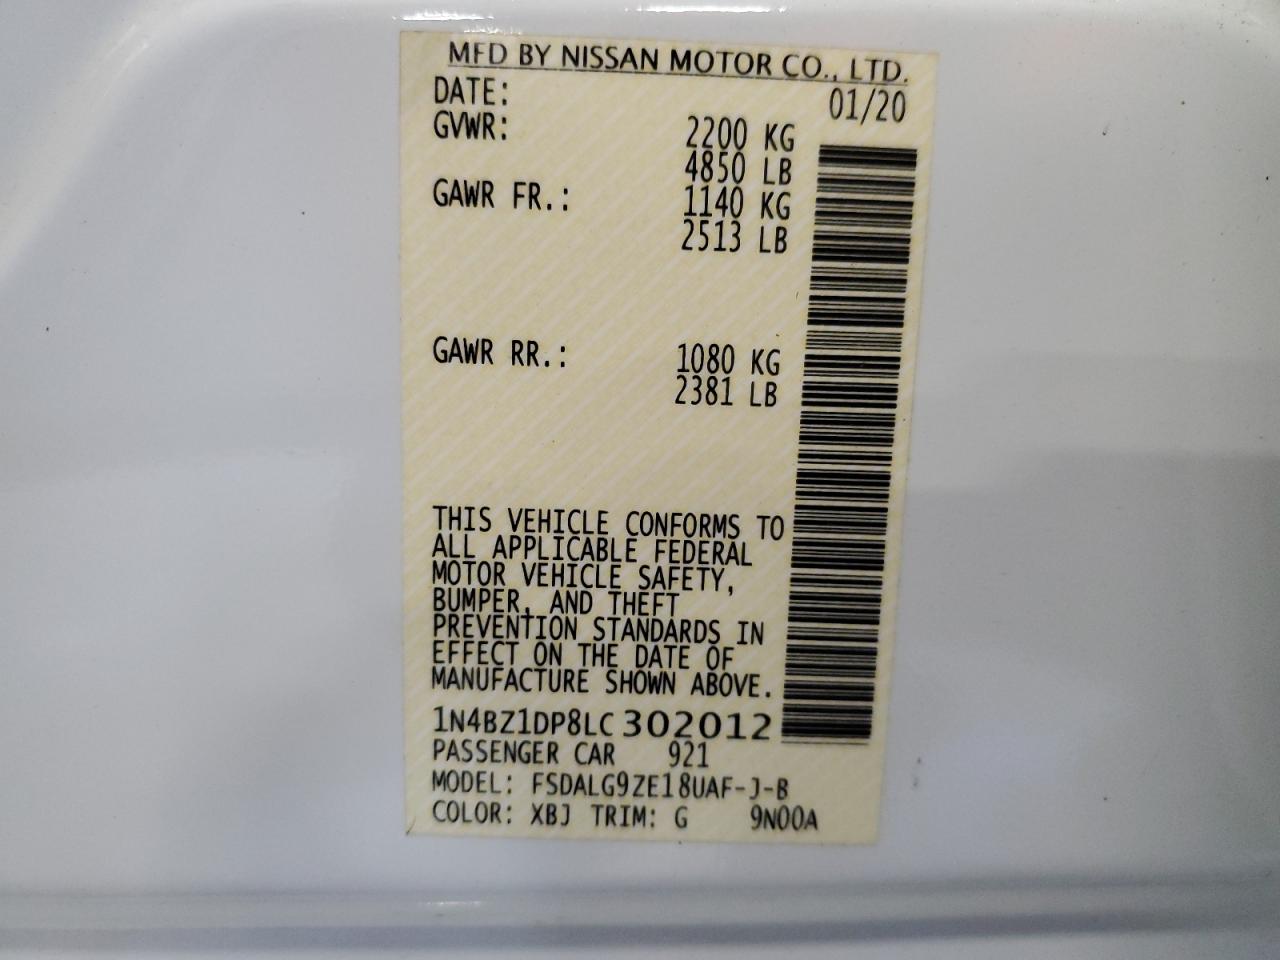 MFD BY NISSAN MOTOR CO., LTD.
DATE: 01/20
GVWR: 2200 KG
4850 LB
GAWR FR.: 1140 KG
2513 LB
GAWR RR.: 1080 KG
2381 LB
THIS VEHICLE CONFORMS TO
ALL APPLICABLE FEDERAL
MOTOR VEHICLE SAFETY,
BUMPER, AND THEFT
PREVENTION STANDARDS IN
EFFECT ON THE DATE OF
MANUFACTURE SHOWN ABOVE.
1N4BZ1DP8LC302012
PASSENGER CAR 921
MODEL: FSDALG9ZE18UAF-J-B
COLOR: XBJ TRIM: G 9N00A